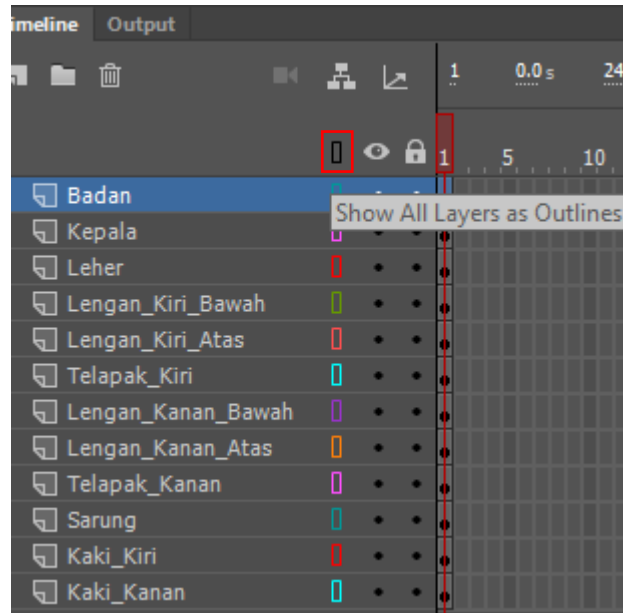 imeline Output
1 0.0 s 24
1 5 10
Badan
Show All Layers as Outlines
Kepala
Leher
Lengan_Kiri_Bawah
Lengan_Kiri_Atas
Telapak_Kiri
Lengan_Kanan_Bawah
Lengan_Kanan_Atas
Telapak_Kanan
Sarung
Kaki_Kiri
Kaki_Kanan